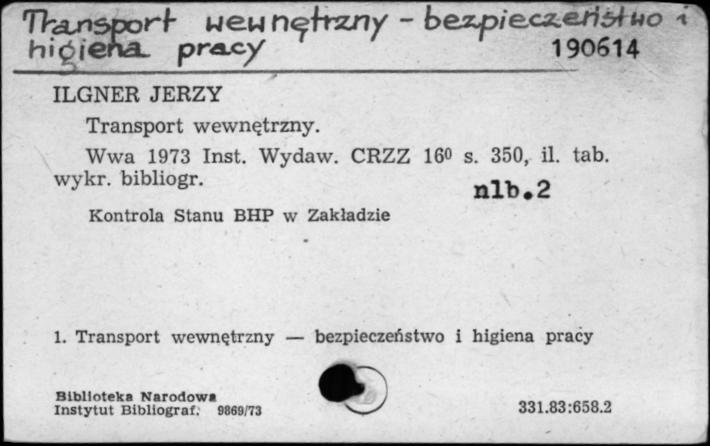 Transport wewnętrzny - bezpieczeństwo i
higiena pracy 190614
ILGNER JERZY
Transport wewnętrzny.
Wwa 1973 Inst. Wydaw. CRZZ 16⁰ s. 350, il. tab.
wykr. bibliogr.
nlb.2
Kontrola Stanu BHP w Zakładzie
1. Transport wewnętrzny — bezpieczeństwo i higiena pracy
Biblioteka Narodowa
Instytut Bibliograf. 9869/73
331.83:658.2